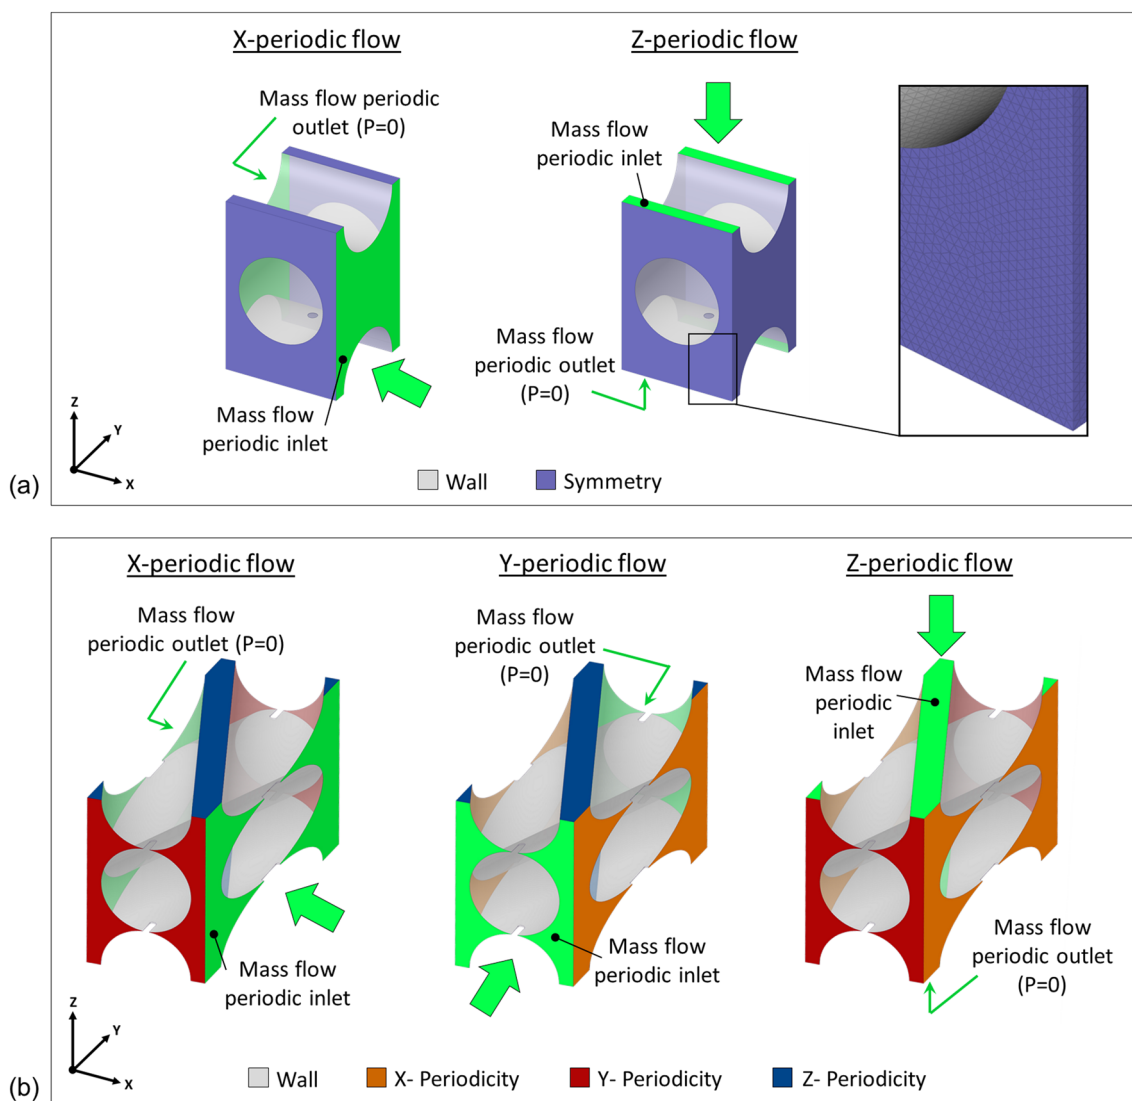 X-periodic flow
Mass flow periodic
outlet (P=0)
Mass flow
periodic inlet
Z-periodic flow
Mass flow
periodic inlet
Mass flow
periodic outlet
(P=0)
Z
Y
X
(a)
Wall
Symmetry
X-periodic flow
Mass flow
periodic outlet (P=0)
Mass flow
periodic inlet
Y-periodic flow
Mass flow
periodic outlet
(P=0)
Mass flow
periodic inlet
Z-periodic flow
Mass flow
periodic
inlet
Mass flow
periodic outlet
(P=0)
Z
Y
X
(b)
Wall
X- Periodicity
Y- Periodicity
Z- Periodicity